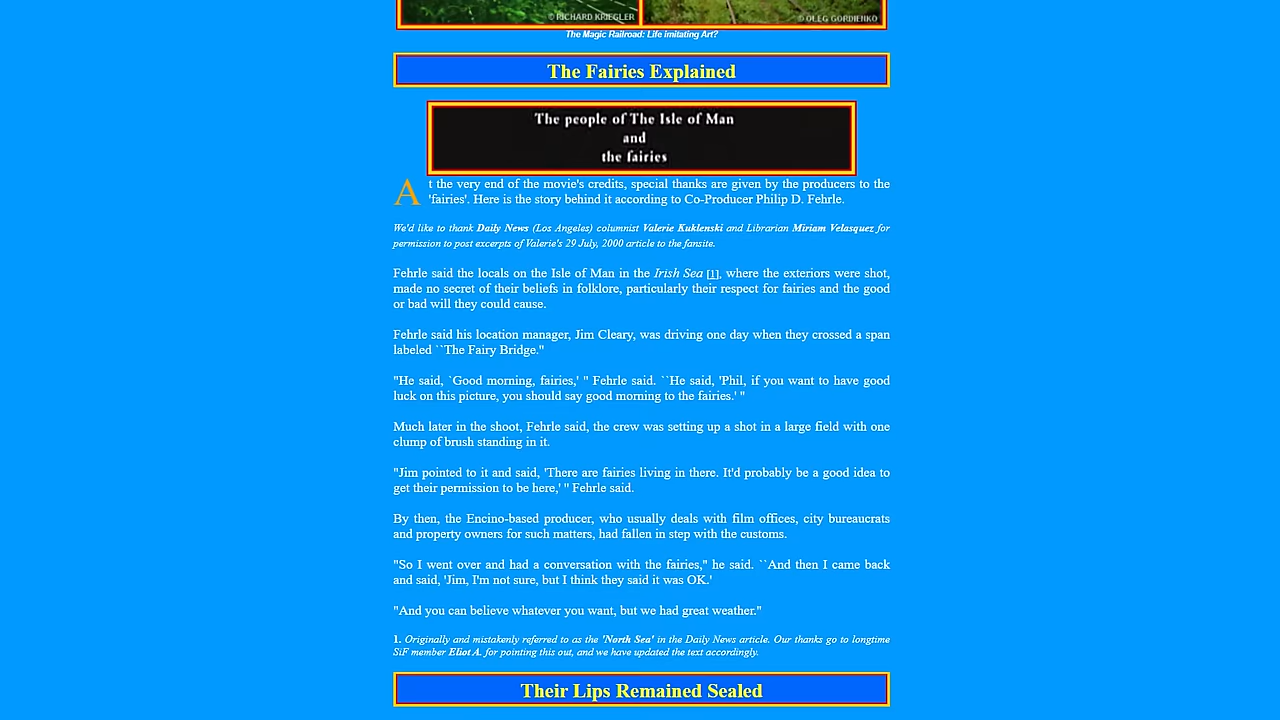 © RICHARD KRIEGLER
© OLEG GORDIENKO
The Magic Railroad: Life imitating Art?
The Fairies Explained
The people of The Isle of Man
and
the fairies
At the very end of the movie's credits, special thanks are given by the producers to the
'fairies'. Here is the story behind it according to Co-Producer Philip D. Fehrle.
We'd like to thank Daily News (Los Angeles) columnist Valerie Kuklenski and Librarian Miriam Velasquez for
permission to post excerpts of Valerie's 29 July, 2000 article to the fansite.
Fehrle said the locals on the Isle of Man in the Irish Sea [1], where the exteriors were shot,
made no secret of their beliefs in folklore, particularly their respect for fairies and the good
or bad will they could cause.
Fehrle said his location manager, Jim Cleary, was driving one day when they crossed a span
labeled ``The Fairy Bridge."
"He said, `Good morning, fairies,' " Fehrle said. ``He said, 'Phil, if you want to have good
luck on this picture, you should say good morning to the fairies.' "
Much later in the shoot, Fehrle said, the crew was setting up a shot in a large field with one
clump of brush standing in it.
"Jim pointed to it and said, 'There are fairies living in there. It'd probably be a good idea to
get their permission to be here,' " Fehrle said.
By then, the Encino-based producer, who usually deals with film offices, city bureaucrats
and property owners for such matters, had fallen in step with the customs.
"So I went over and had a conversation with the fairies," he said. ``And then I came back
and said, 'Jim, I'm not sure, but I think they said it was OK.'
"And you can believe whatever you want, but we had great weather."
1. Originally and mistakenly referred to as the 'North Sea' in the Daily News article. Our thanks go to longtime
SiF member Eliot A. for pointing this out, and we have updated the text accordingly.
Their Lips Remained Sealed